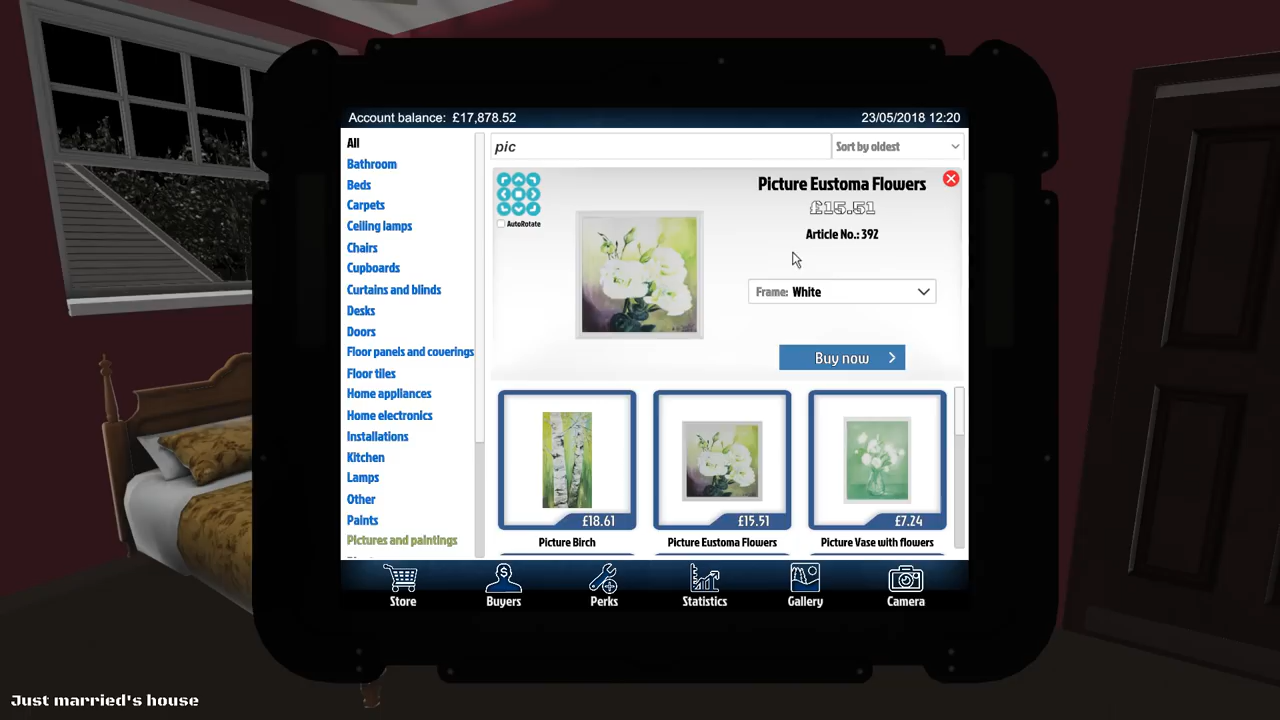 Account balance: £17,878.52
23/05/2018 12:20
All
Bathroom
Beds
Carpets
Ceiling lamps
Chairs
Cupboards
Curtains and blinds
Desks
Doors
Floor panels and coverings
Floor tiles
Home appliances
Home electronics
Installations
Kitchen
Lamps
Other
Paints
Pictures and paintings
pic
Sort by oldest
AutoRotate
Picture Eustoma Flowers
£15.51
Article No.: 392
Frame: White
Buy now
£18.61
£15.51
£7.24
Picture Birch
Picture Eustoma Flowers
Picture Vase with flowers
Store
Buyers
Perks
Statistics
Gallery
Camera
Just married's house